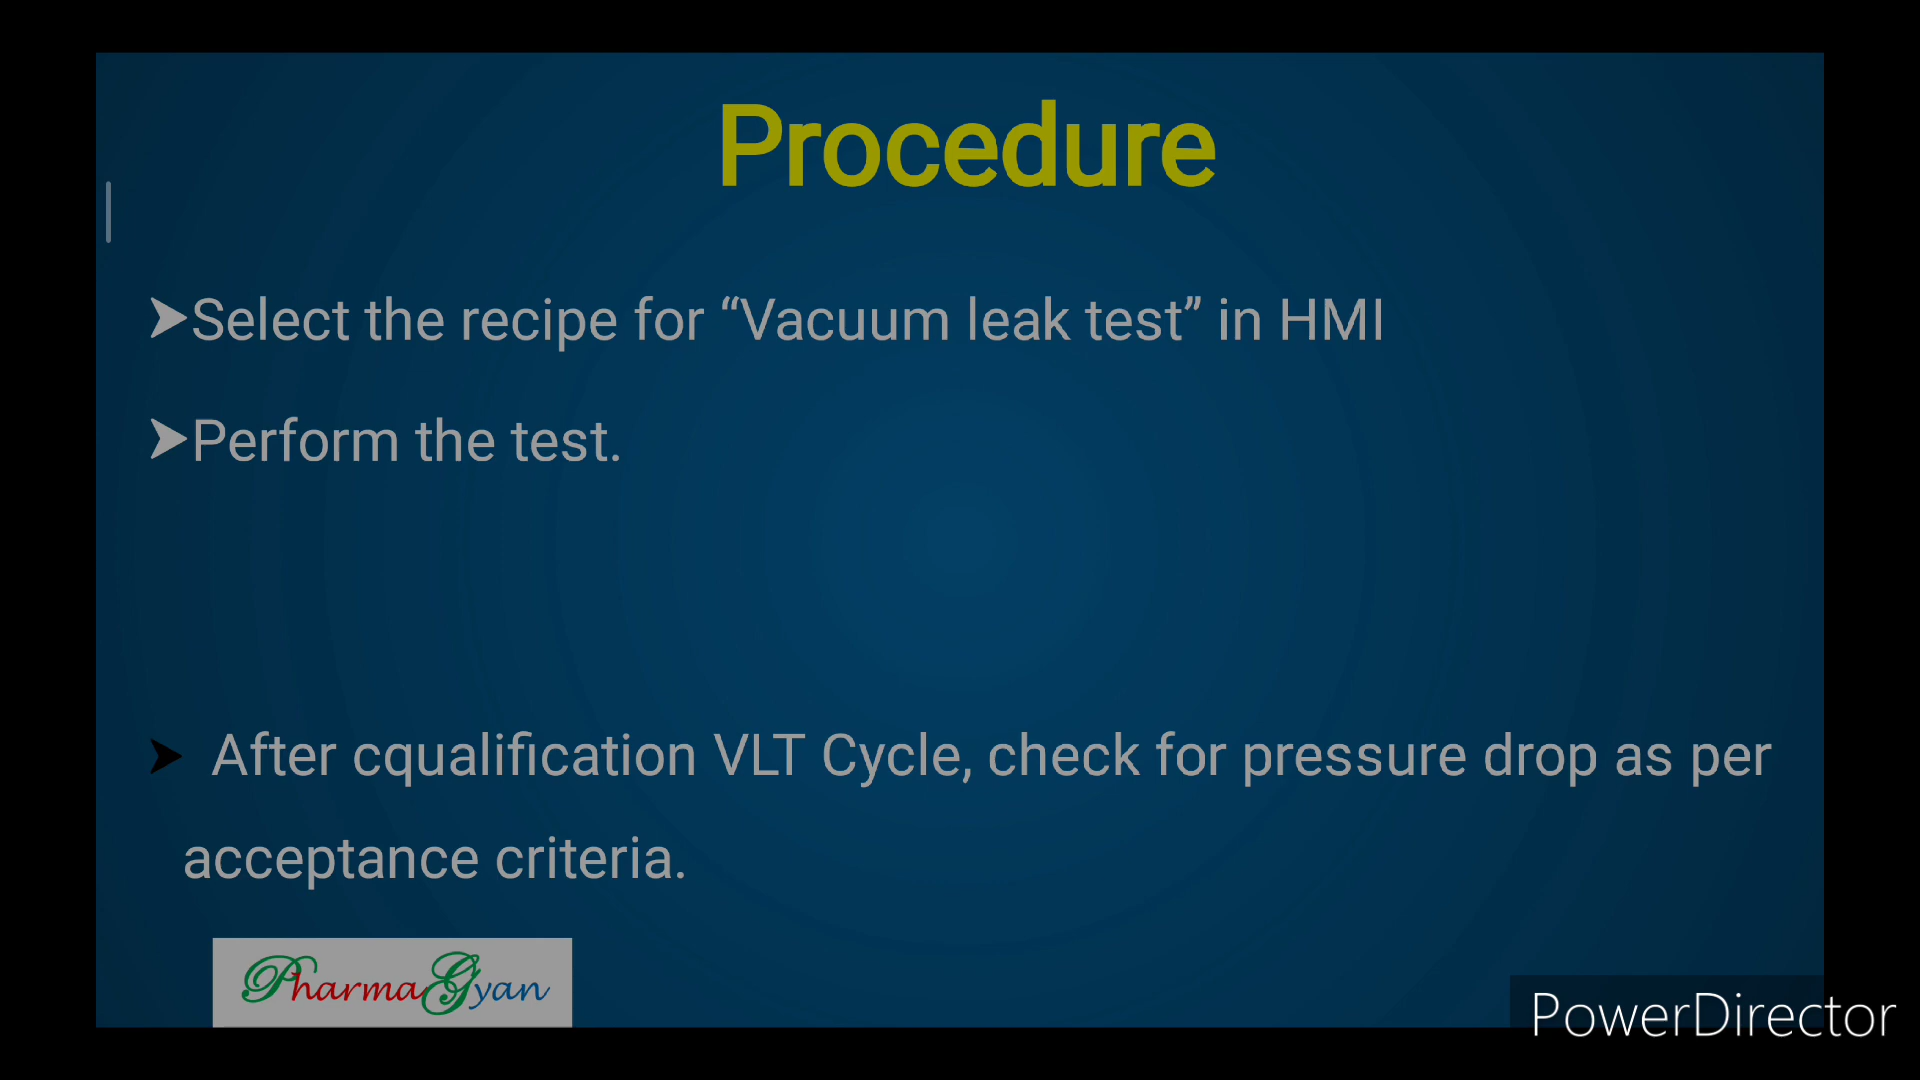 Procedure
➤Select the recipe for “Vacuum leak test” in HMI
➤Perform the test.
➤ After cqualification VLT Cycle, check for pressure drop as per
acceptance criteria.
PharmaGyan
PowerDirector